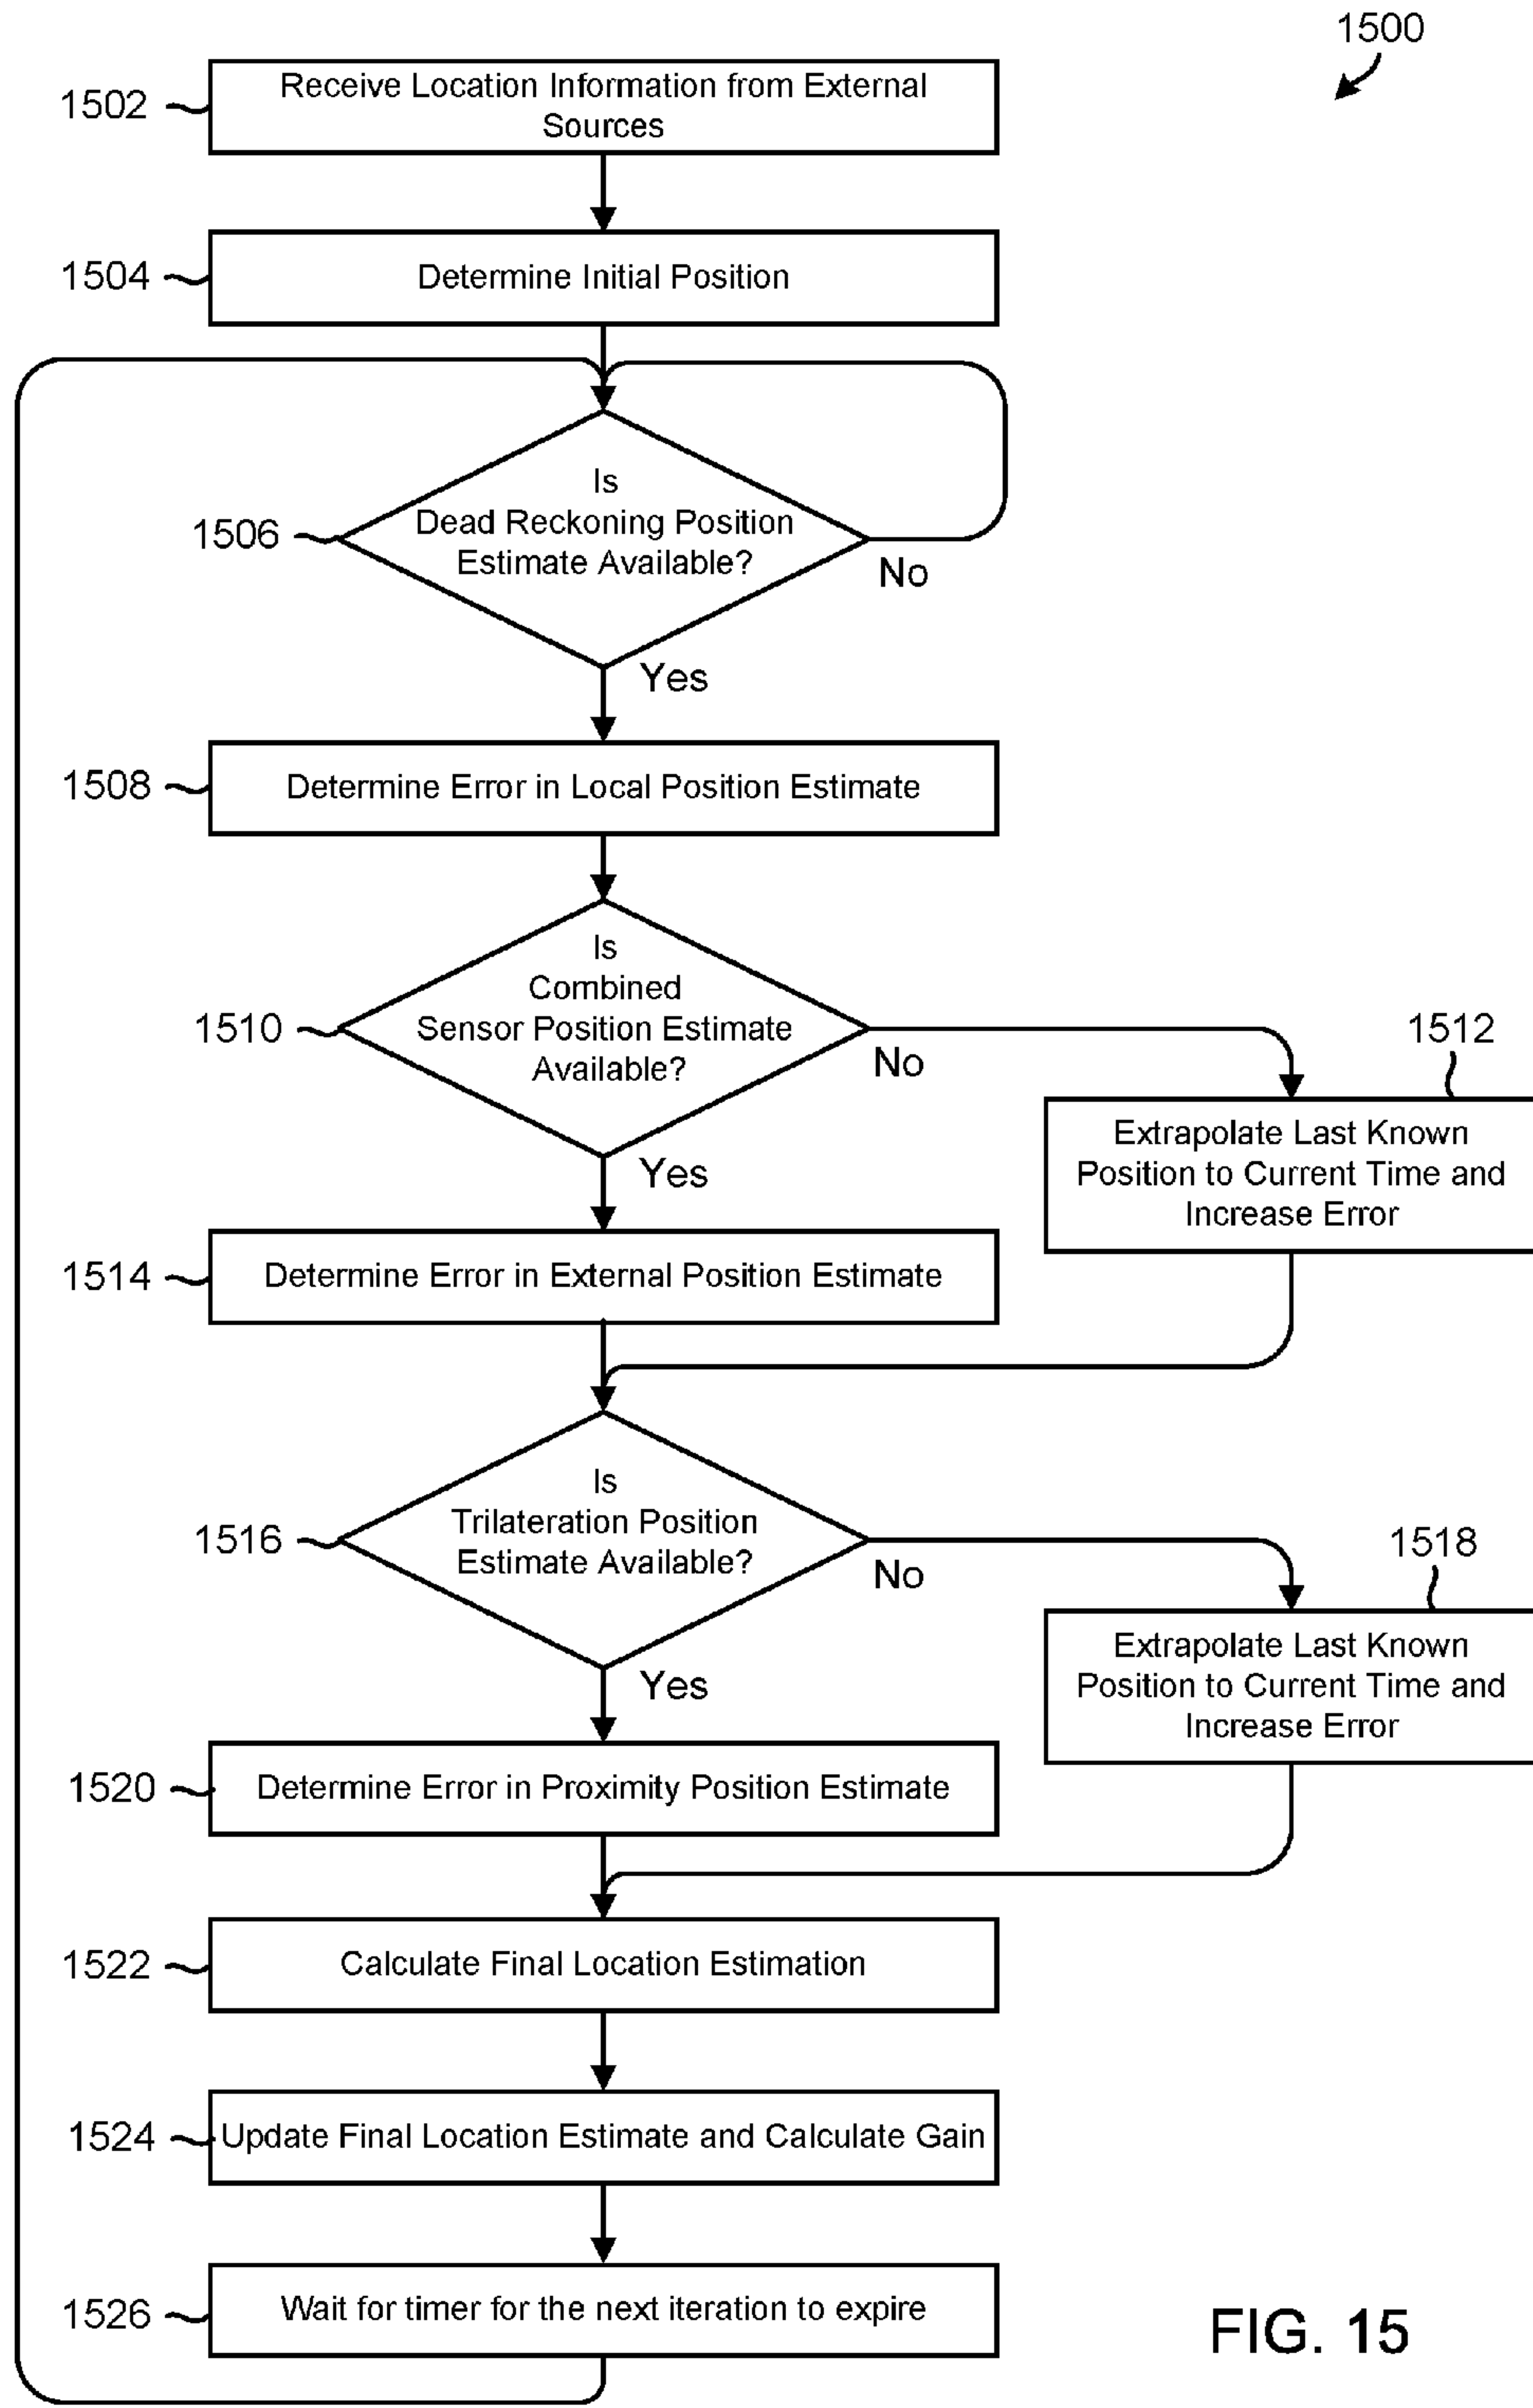 1500
1502
Receive Location Information from External
Sources
1504
Determine Initial Position
1506
Is
Dead Reckoning Position
Estimate Available?
No
Yes
1508
Determine Error in Local Position Estimate
1510
Is
Combined
Sensor Position Estimate
Available?
No
Yes
1512
Extrapolate Last Known
Position to Current Time and
Increase Error
1514
Determine Error in External Position Estimate
1516
Is
Trilateration Position
Estimate Available?
No
Yes
1518
Extrapolate Last Known
Position to Current Time and
Increase Error
1520
Determine Error in Proximity Position Estimate
1522
Calculate Final Location Estimation
1524
Update Final Location Estimate and Calculate Gain
1526
Wait for timer for the next iteration to expire
FIG. 15